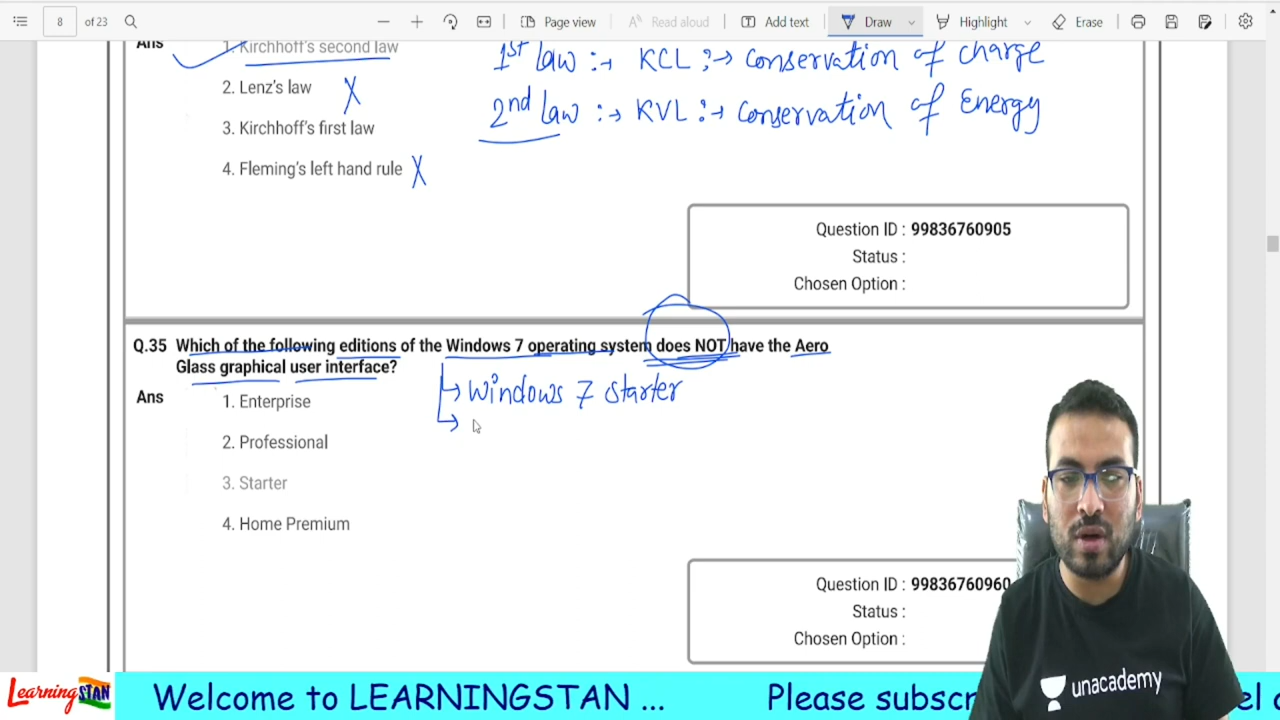 8 of 23
Page view
Read aloud
Add text
Draw
Highlight
Erase
Ans
1. Kirchhoff's second law
1st law :→ KCL :→ Conservation of Charge
2. Lenz's law X
2nd law :→ KVL :→ Conservation of Energy
3. Kirchhoff's first law
4. Fleming's left hand rule X
Question ID : 99836760905
Status :
Chosen Option :
Q.35 Which of the following editions of the Windows 7 operating system does NOT have the Aero
Glass graphical user interface?
→ Windows 7 starter
→
Ans
1. Enterprise
2. Professional
3. Starter
4. Home Premium
Question ID : 99836760960
Status :
Chosen Option :
unacademy
Learning STAN
Welcome to LEARNINGSTAN ...
Please subsc